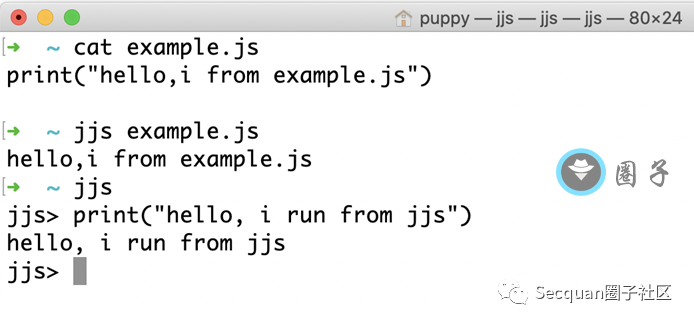 puppy — jjs — jjs — jjs — 80×24
➜ ~ cat example.js
print("hello,i from example.js")
➜ ~ jjs example.js
hello,i from example.js
➜ ~ jjs
jjs> print("hello, i run from jjs")
hello, i run from jjs
jjs>
圈子
Secquan圈子社区